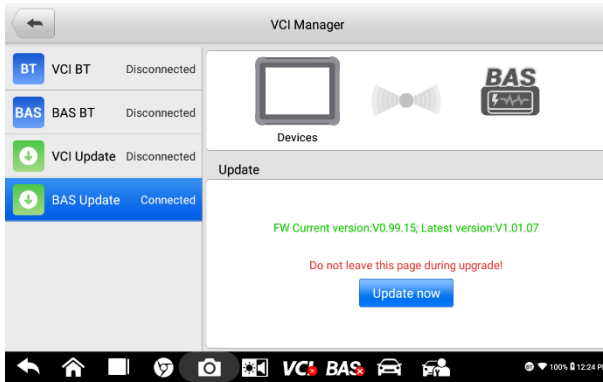 VCI Manager
BT VCI BT Disconnected
BAS BAS BT Disconnected
VCI Update Disconnected
BAS Update Connected
BAS
Devices
Update
FW Current version:V0.99.15; Latest version:V1.01.07
Do not leave this page during upgrade!
Update now
VCI BAS 100% 12:24 P